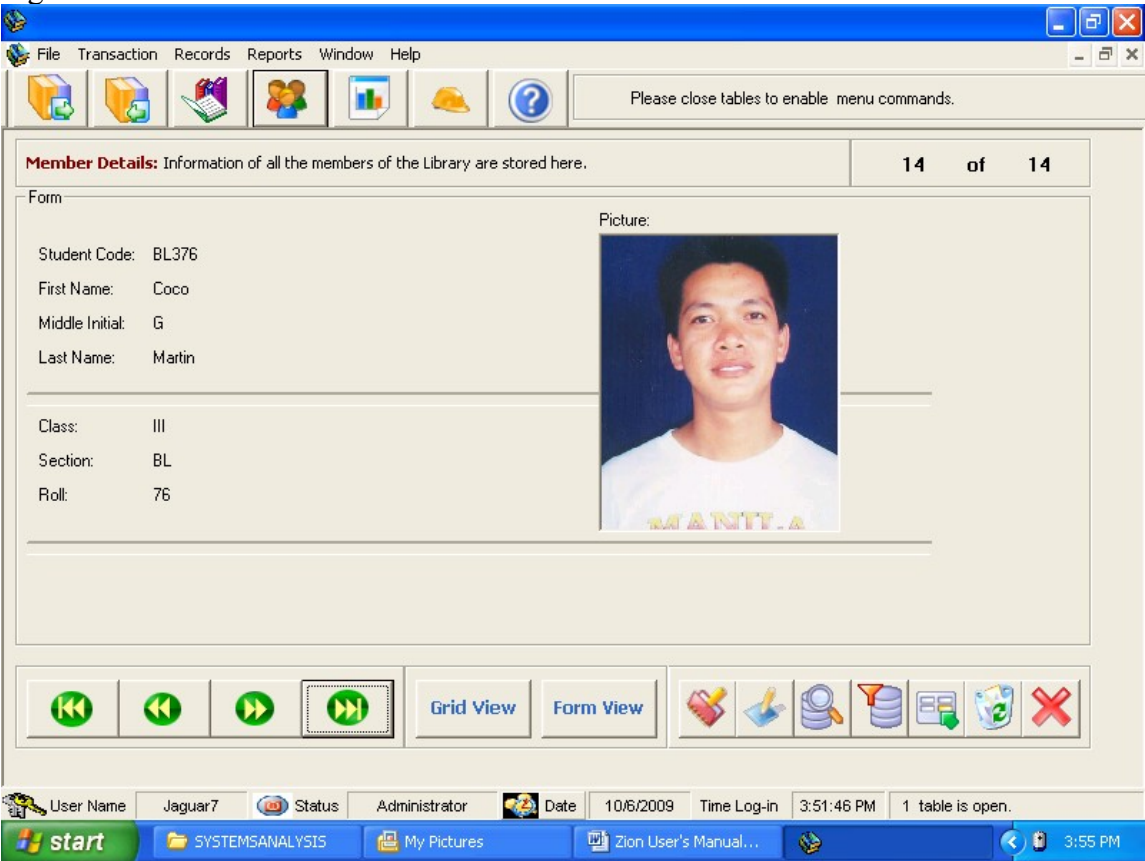 File Transaction Records Reports Window Help
Please close tables to enable menu commands.
Member Details: Information of all the members of the Library are stored here.
14 of 14
Form
Picture:
Student Code: BL376
First Name: Coco
Middle Initial: G
Last Name: Martin
Class: III
Section: BL
Roll: 76
MANILA
Grid View
Form View
User Name Jaguar7 Status Administrator Date 10/6/2009 Time Log-in 3:51:46 PM 1 table is open.
start SYSTEMSANALYSIS My Pictures Zion User's Manual... 3:55 PM